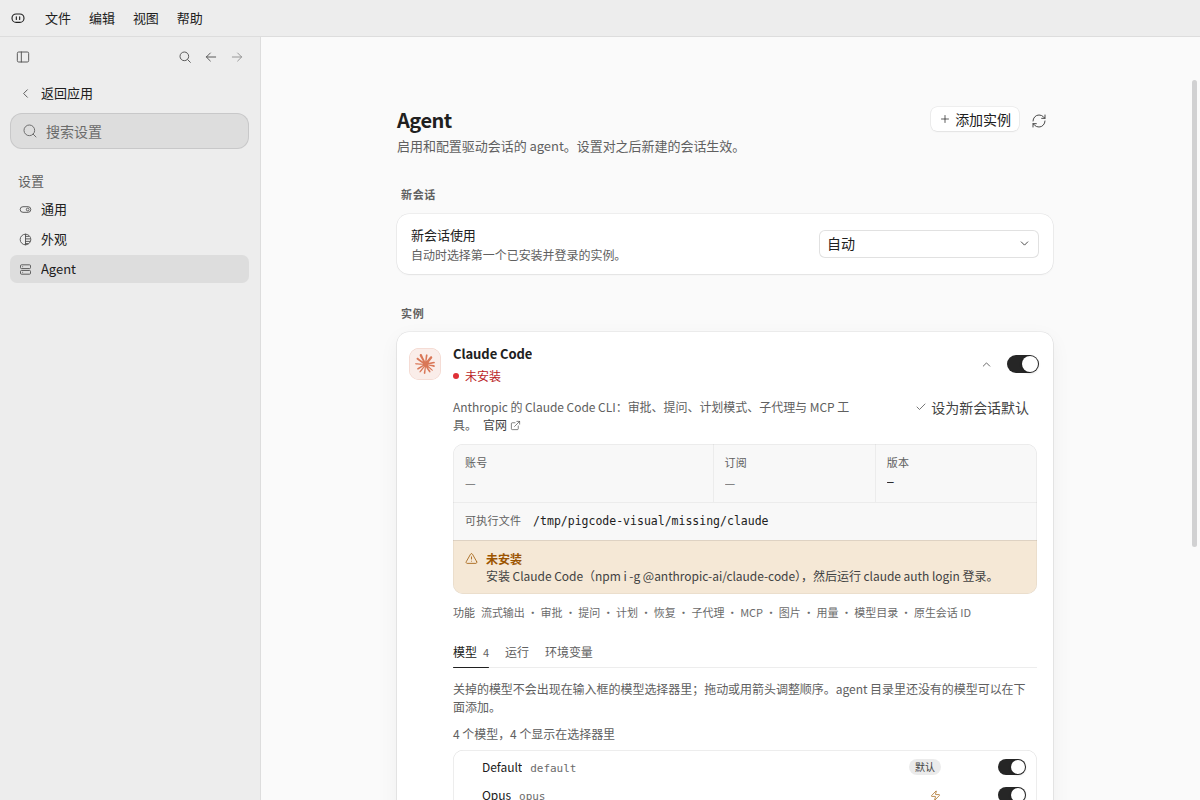 文件 编辑 视图 帮助
返回应用
搜索设置
设置
通用
外观
Agent
Agent
添加实例
启用和配置驱动会话的 agent。设置对之后新建的会话生效。
新会话
新会话使用
自动时选择第一个已安装并登录的实例。
自动
实例
Claude Code
未安装
Anthropic 的 Claude Code CLI：审批、提问、计划模式、子代理与 MCP 工
具。 官网
设为新会话默认
账号 订阅 版本
— — —
可执行文件 /tmp/pigcode-visual/missing/claude
未安装
安装 Claude Code（npm i -g @anthropic-ai/claude-code），然后运行 claude auth login 登录。
功能 流式输出 · 审批 · 提问 · 计划 · 恢复 · 子代理 · MCP · 图片 · 用量 · 模型目录 · 原生会话 ID
模型 4 运行 环境变量
关掉的模型不会出现在输入框的模型选择器里；拖动或用箭头调整顺序。agent 目录里还没有的模型可以在下
面添加。
4 个模型，4 个显示在选择器里
Default default 默认
Opus opus